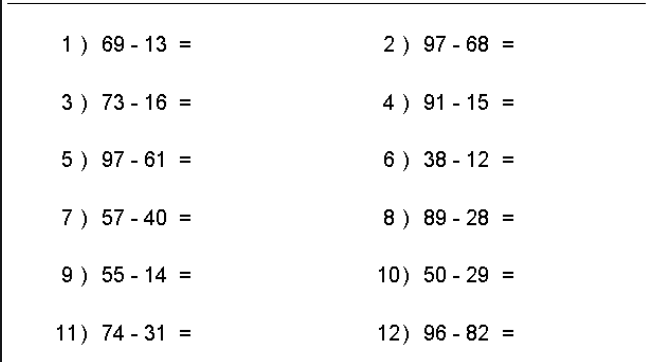 1 ) 69 - 13 = 2 ) 97 - 68 =
3 ) 73 - 16 = 4 ) 91 - 15 =
5 ) 97 - 61 = 6 ) 38 - 12 =
7 ) 57 - 40 = 8 ) 89 - 28 =
9 ) 55 - 14 = 10) 50 - 29 =
11) 74 - 31 = 12) 96 - 82 =